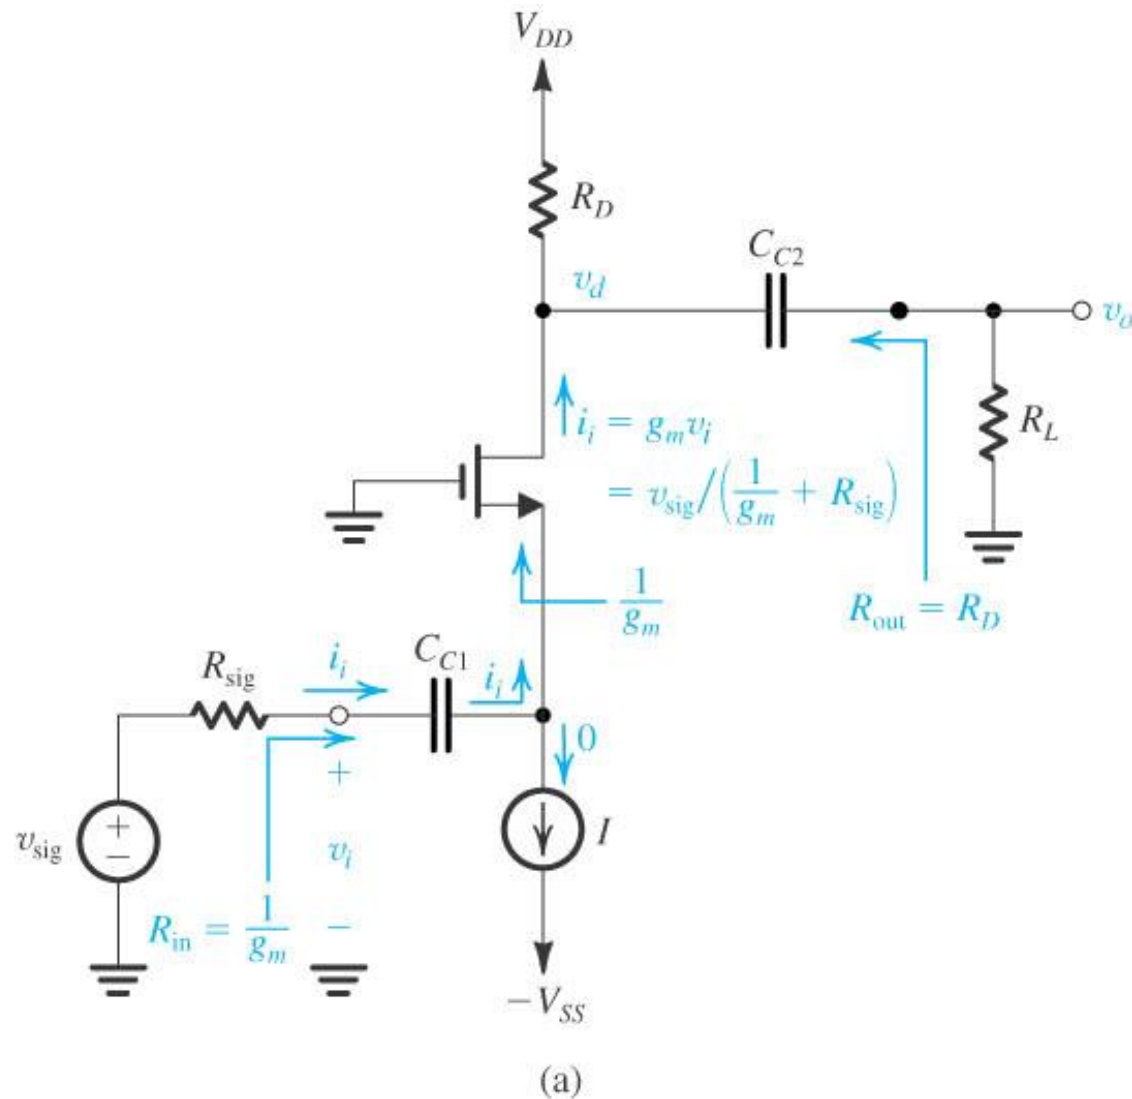 V_DD
R_D
C_C2
v_d
v_o
i_i = g_m v_i
= v_sig/(1/g_m + R_sig)
R_L
1/g_m
R_out = R_D
R_sig
i_i
C_C1
i_i
0
+
v_sig
+
−
v_i
I
R_in = 1/g_m
−
−V_SS
(a)